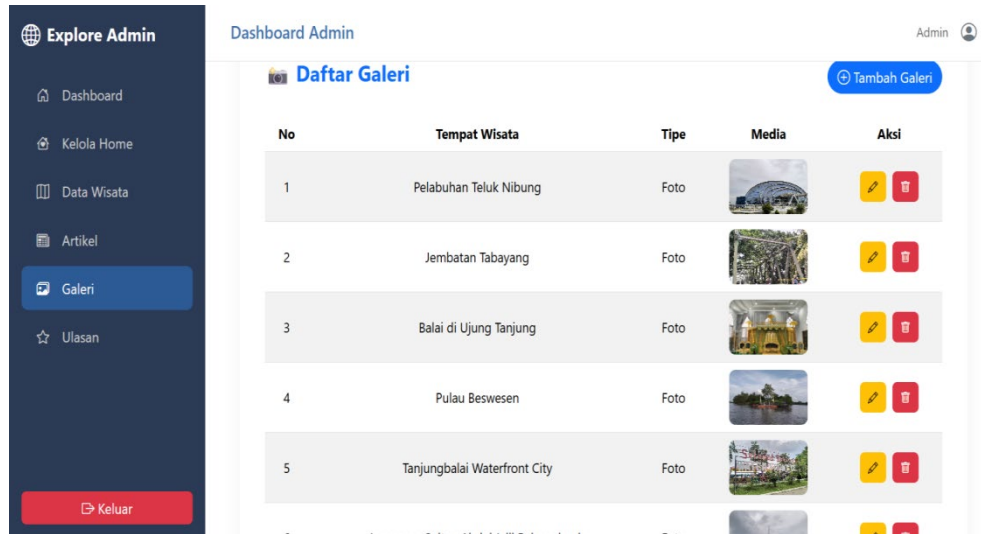 Explore Admin
Dashboard Admin
Admin
Dashboard
Kelola Home
Data Wisata
Artikel
Galeri
Ulasan
Keluar
Daftar Galeri
Tambah Galeri
No Tempat Wisata Tipe Media Aksi
1 Pelabuhan Teluk Nibung Foto
2 Jembatan Tabayang Foto
3 Balai di Ujung Tanjung Foto
4 Pulau Beswesen Foto
5 Tanjungbalai Waterfront City Foto